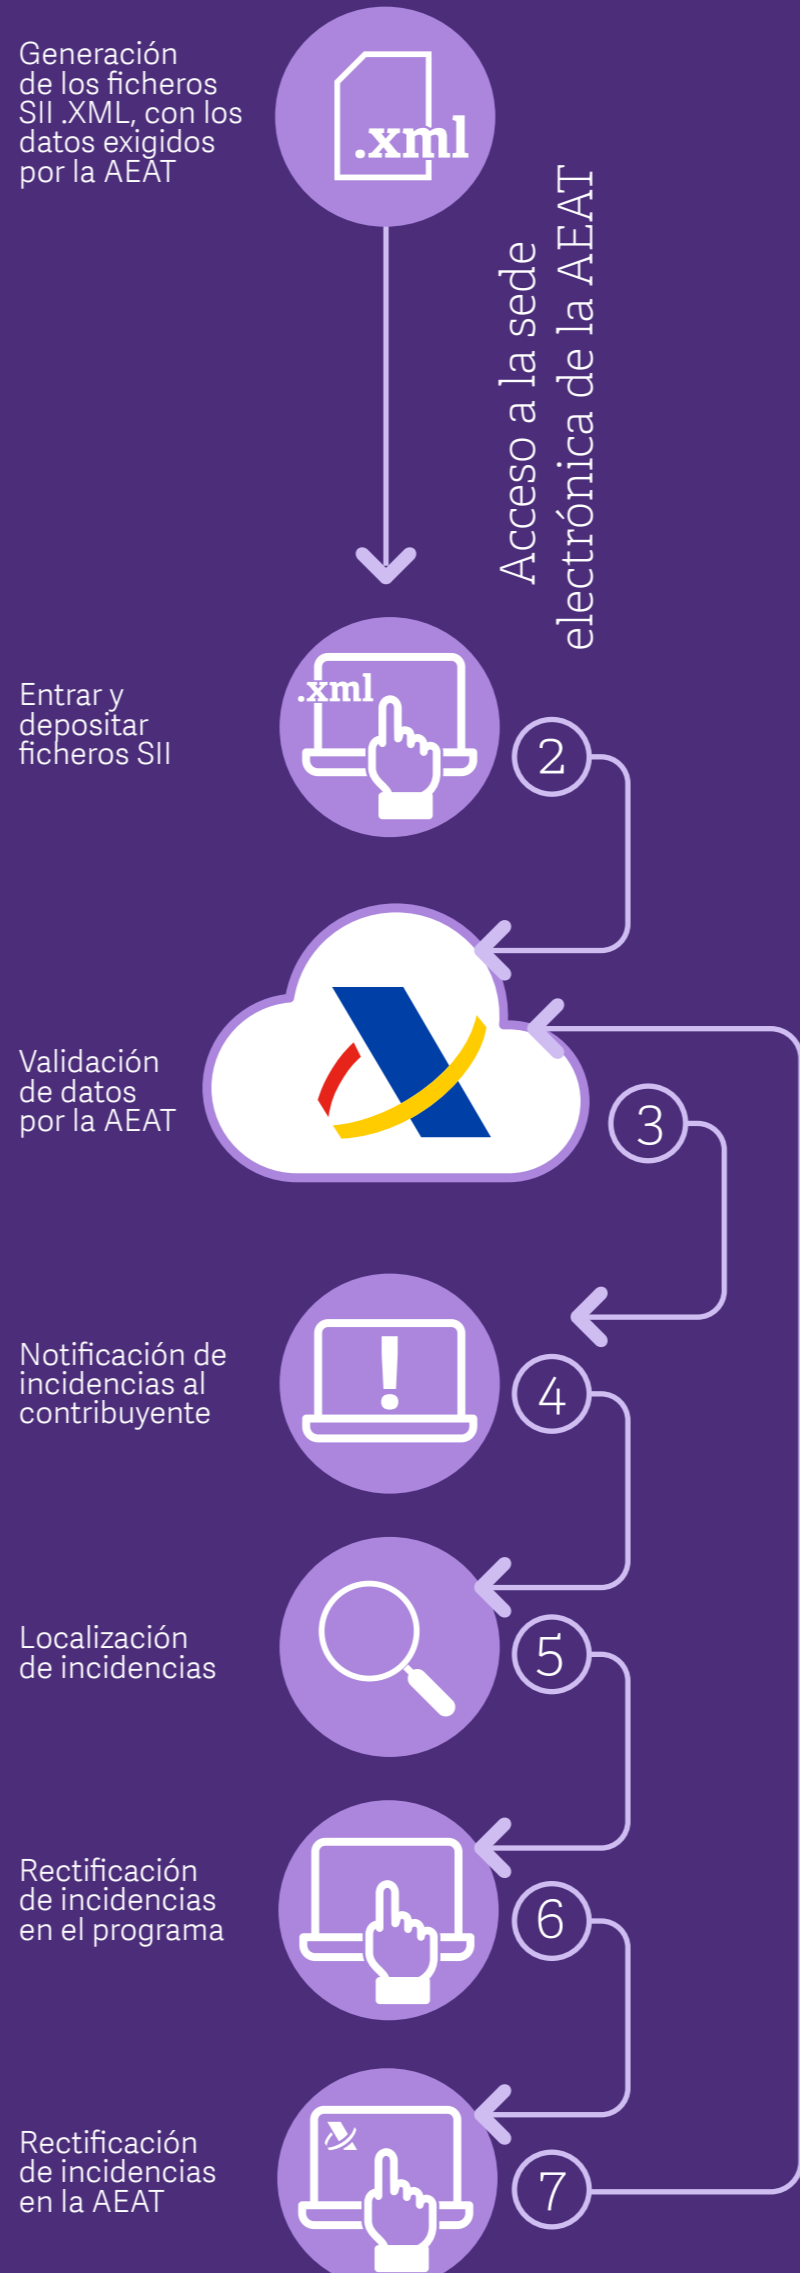 Generación
de los ficheros
SII .XML, con los
datos exigidos
por la AEAT
.xml
Acceso a la sede
electrónica de la AEAT
Entrar y
depositar
ficheros SII
.xml
2
Validación
de datos
por la AEAT
3
Notificación de
incidencias al
contribuyente
!
4
Localización
de incidencias
5
Rectificación
de incidencias
en el programa
6
Rectificación
de incidencias
en la AEAT
7